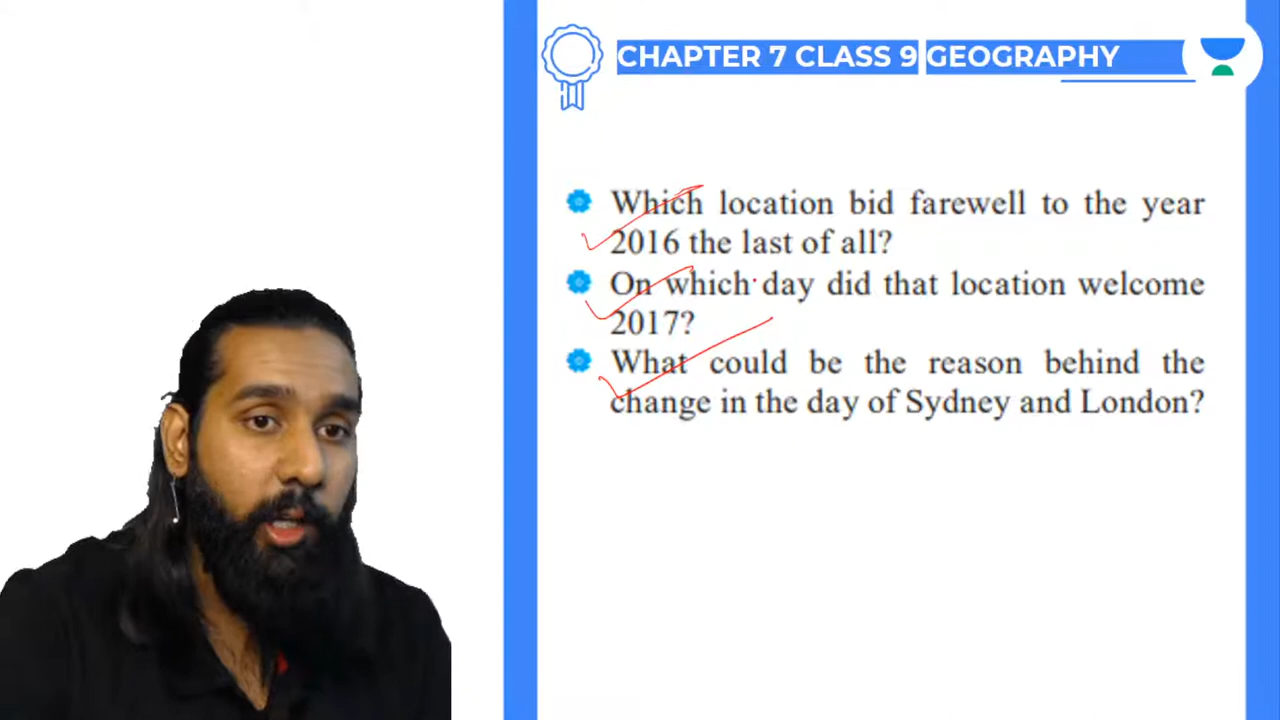 CHAPTER 7 CLASS 9 GEOGRAPHY
Which location bid farewell to the year
2016 the last of all?
On which day did that location welcome
2017?
What could be the reason behind the
change in the day of Sydney and London?